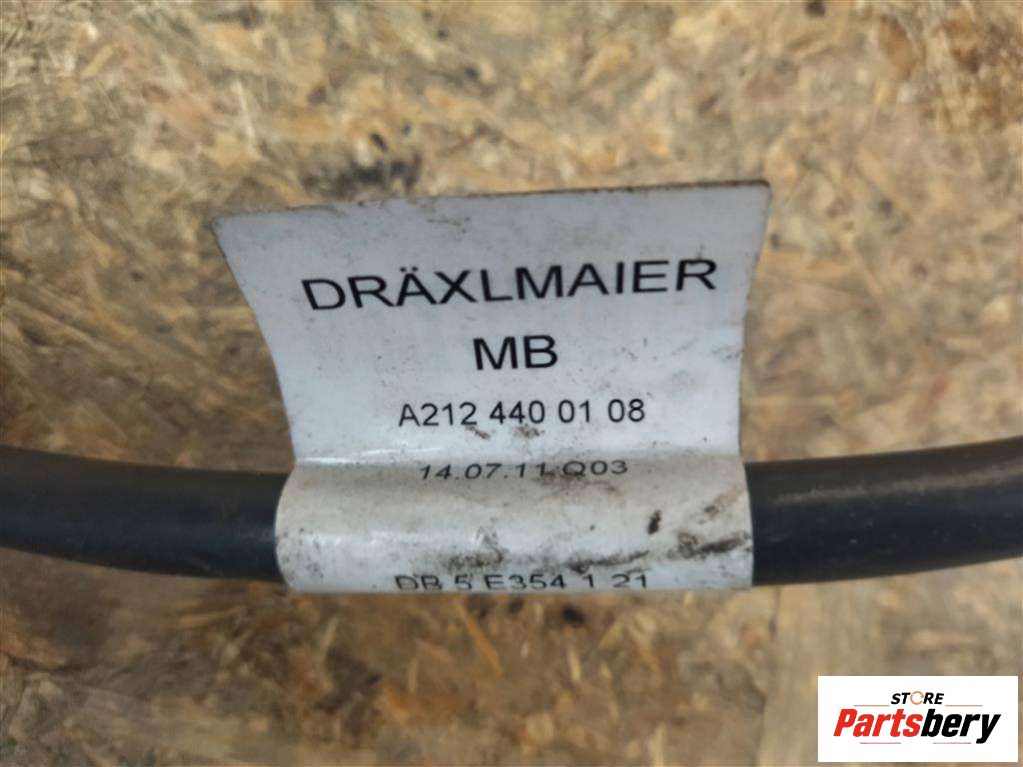 DRÄXLMAIER
MB
A212 440 01 08
14.07.11 Q03
DB 5 E354 1 21
STORE
Partsbery